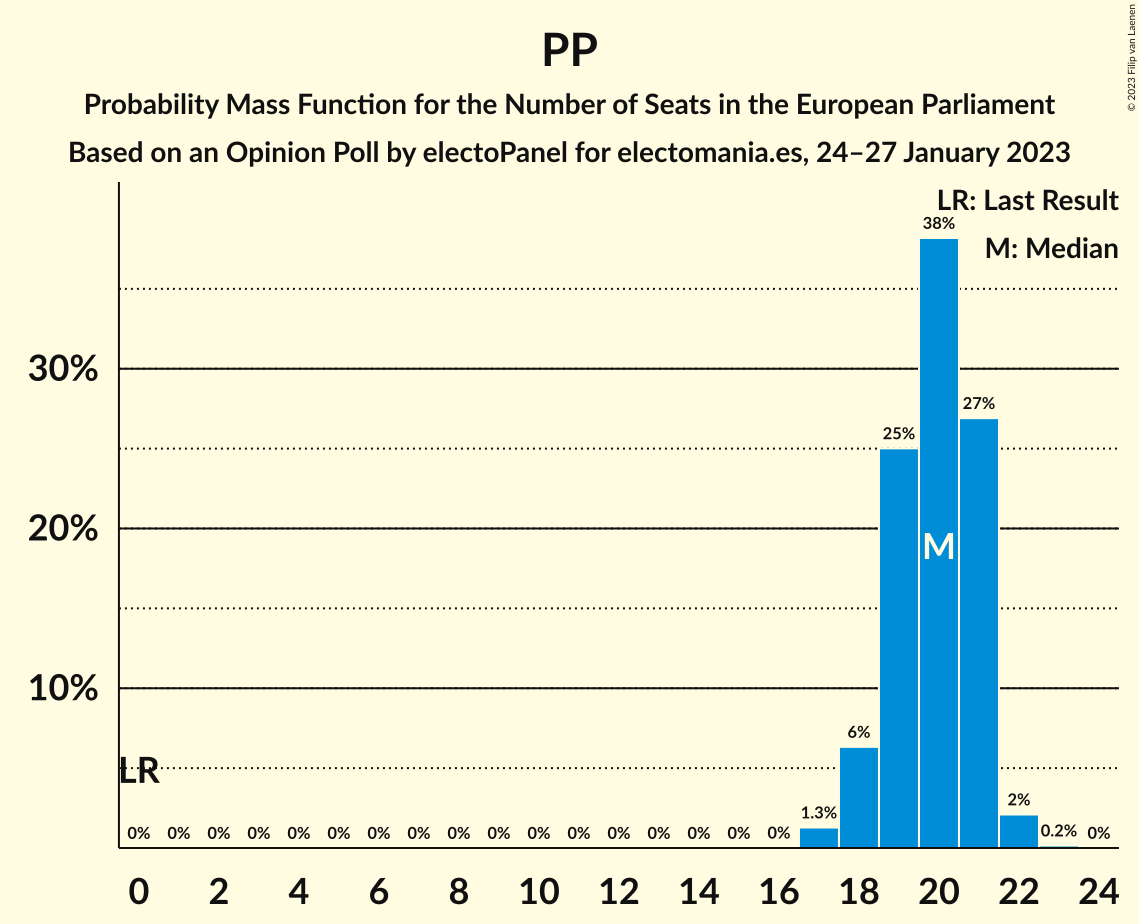 PP
Probability Mass Function for the Number of Seats in the European Parliament
Based on an Opinion Poll by electoPanel for electomania.es, 24–27 January 2023
© 2023 Filip van Laenen
LR: Last Result
M: Median
30%
20%
10%
LR
M
0% 0% 0% 0% 0% 0% 0% 0% 0% 0% 0% 0% 0% 0% 0% 0% 0% 1.3% 6% 25% 38% 27% 2% 0.2% 0%
0 2 4 6 8 10 12 14 16 18 20 22 24